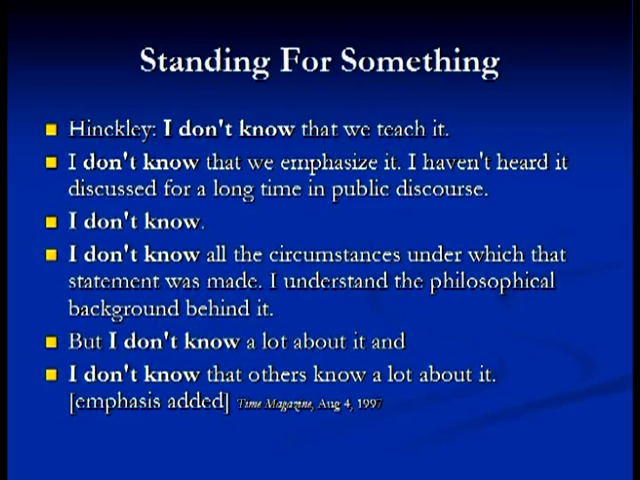 Standing For Something
Hinckley: I don't know that we teach it.
I don't know that we emphasize it. I haven't heard it
discussed for a long time in public discourse.
I don't know.
I don't know all the circumstances under which that
statement was made. I understand the philosophical
background behind it.
But I don't know a lot about it and
I don't know that others know a lot about it.
[emphasis added] Time Magazine, Aug 4, 1997